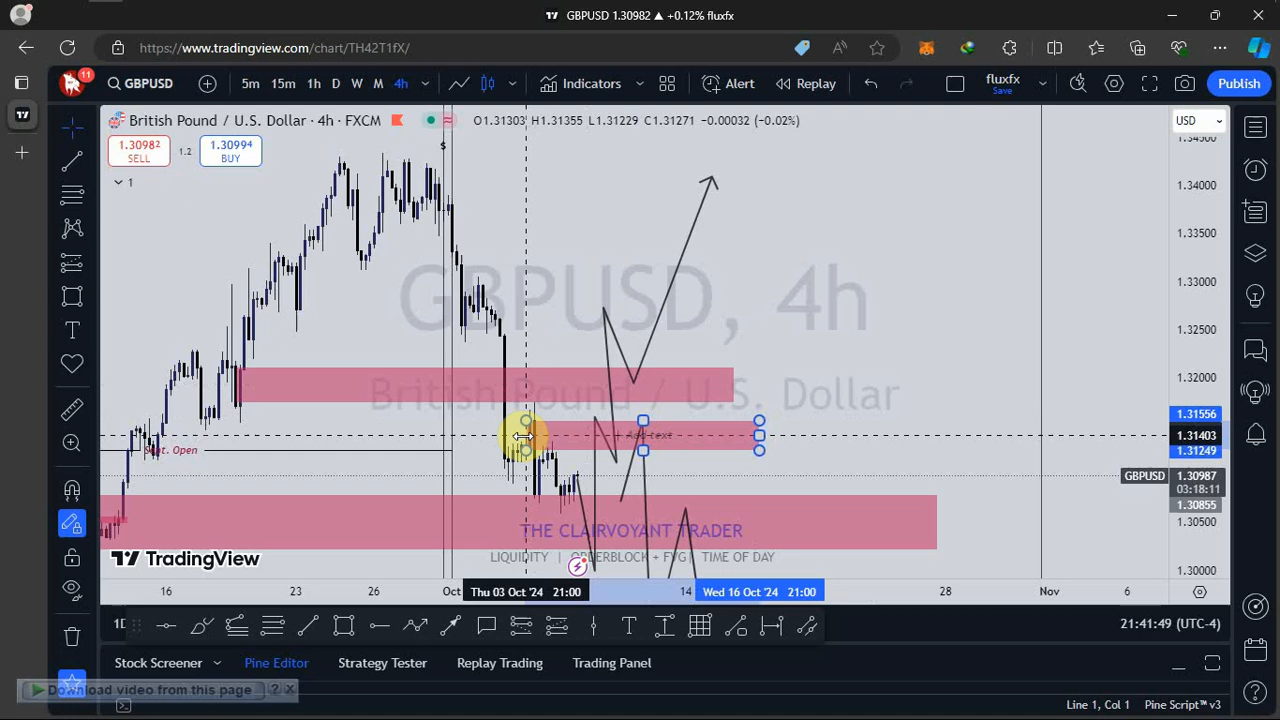 GBPUSD 1.30982 ▲ +0.12% fluxfx
https://www.tradingview.com/chart/TH42T1fX/
11
GBPUSD
5m 15m 1h D W M 4h
Indicators
Alert
Replay
fluxfx
Save
Publish
British Pound / U.S. Dollar · 4h · FXCM
O1.31303 H1.31355 L1.31229 C1.31271 −0.00032 (−0.02%)
USD
1.30982
SELL
1.2
1.30994
BUY
1
$
GBPUSD, 4h
British Pound / U.S. Dollar
1.34500
1.34000
1.33500
1.33000
1.32500
1.32000
1.31556
1.31403
1.31249
GBPUSD
1.30987
03:18:11
1.30855
1.30500
1.30000
Add text
. Open
THE CLAIRVOYANT TRADER
LIQUIDITY | ORDERBLOCK + FVG | TIME OF DAY
TradingView
16 23 26 Oct
Thu 03 Oct '24 21:00
14
Wed 16 Oct '24 21:00
28 Nov 6
1D
21:41:49 (UTC-4)
Stock Screener
Pine Editor
Strategy Tester
Replay Trading
Trading Panel
Download video from this page
?
Line 1, Col 1
Pine Script™ v3